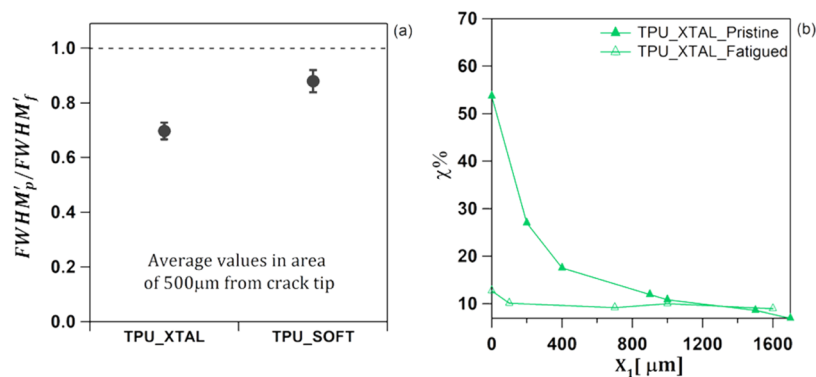 (a)
1.0
0.8
0.6
0.4
0.2
0.0
FWHM'p/FWHM'f
Average values in area
of 500μm from crack tip
TPU_XTAL
TPU_SOFT
(b)
TPU_XTAL_Pristine
TPU_XTAL_Fatigued
70
60
50
40
30
20
10
χ%
0
400
800
1200
1600
X1[ μm]